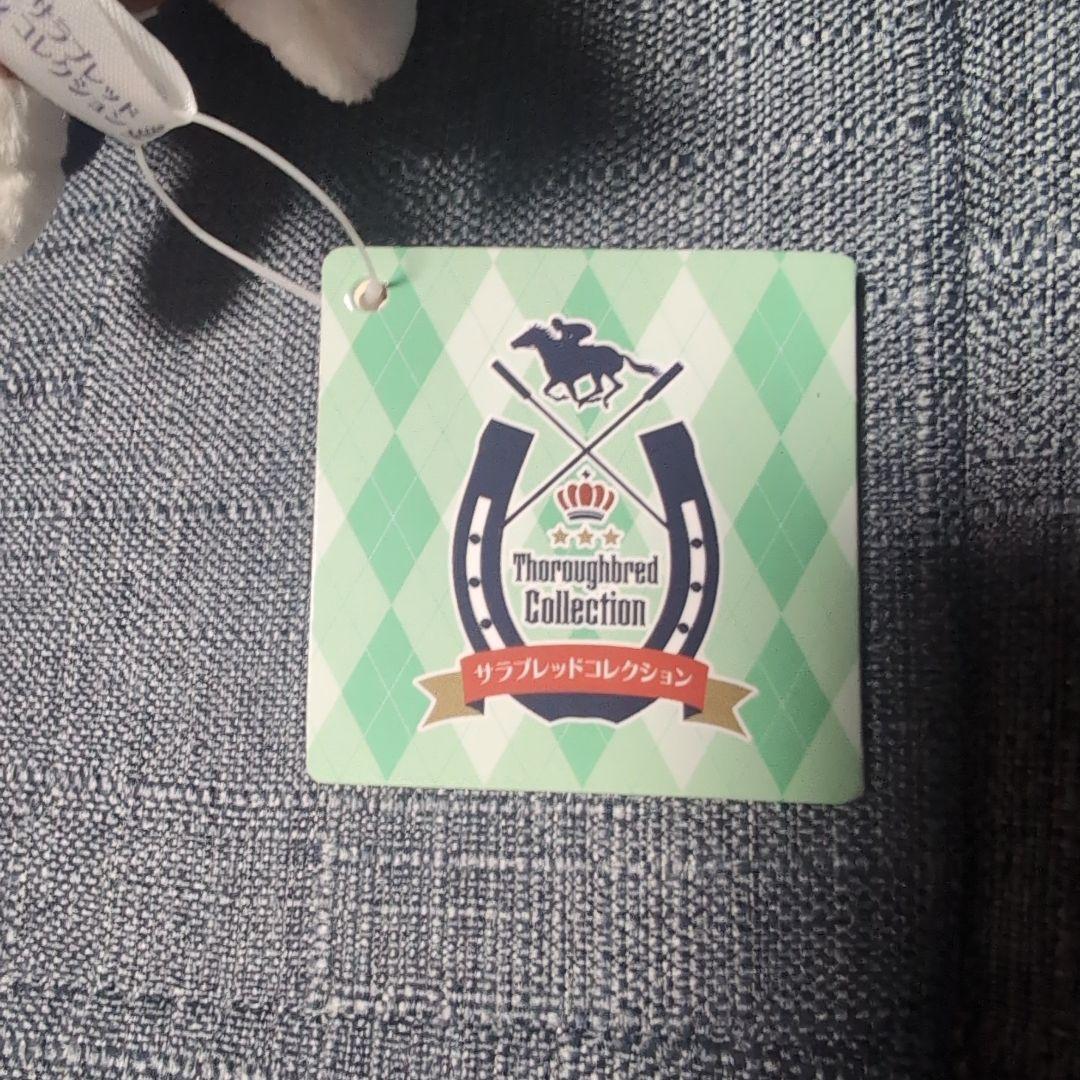 サラブレッド
コレクション
Thoroughbred
Collection
サラブレッドコレクション